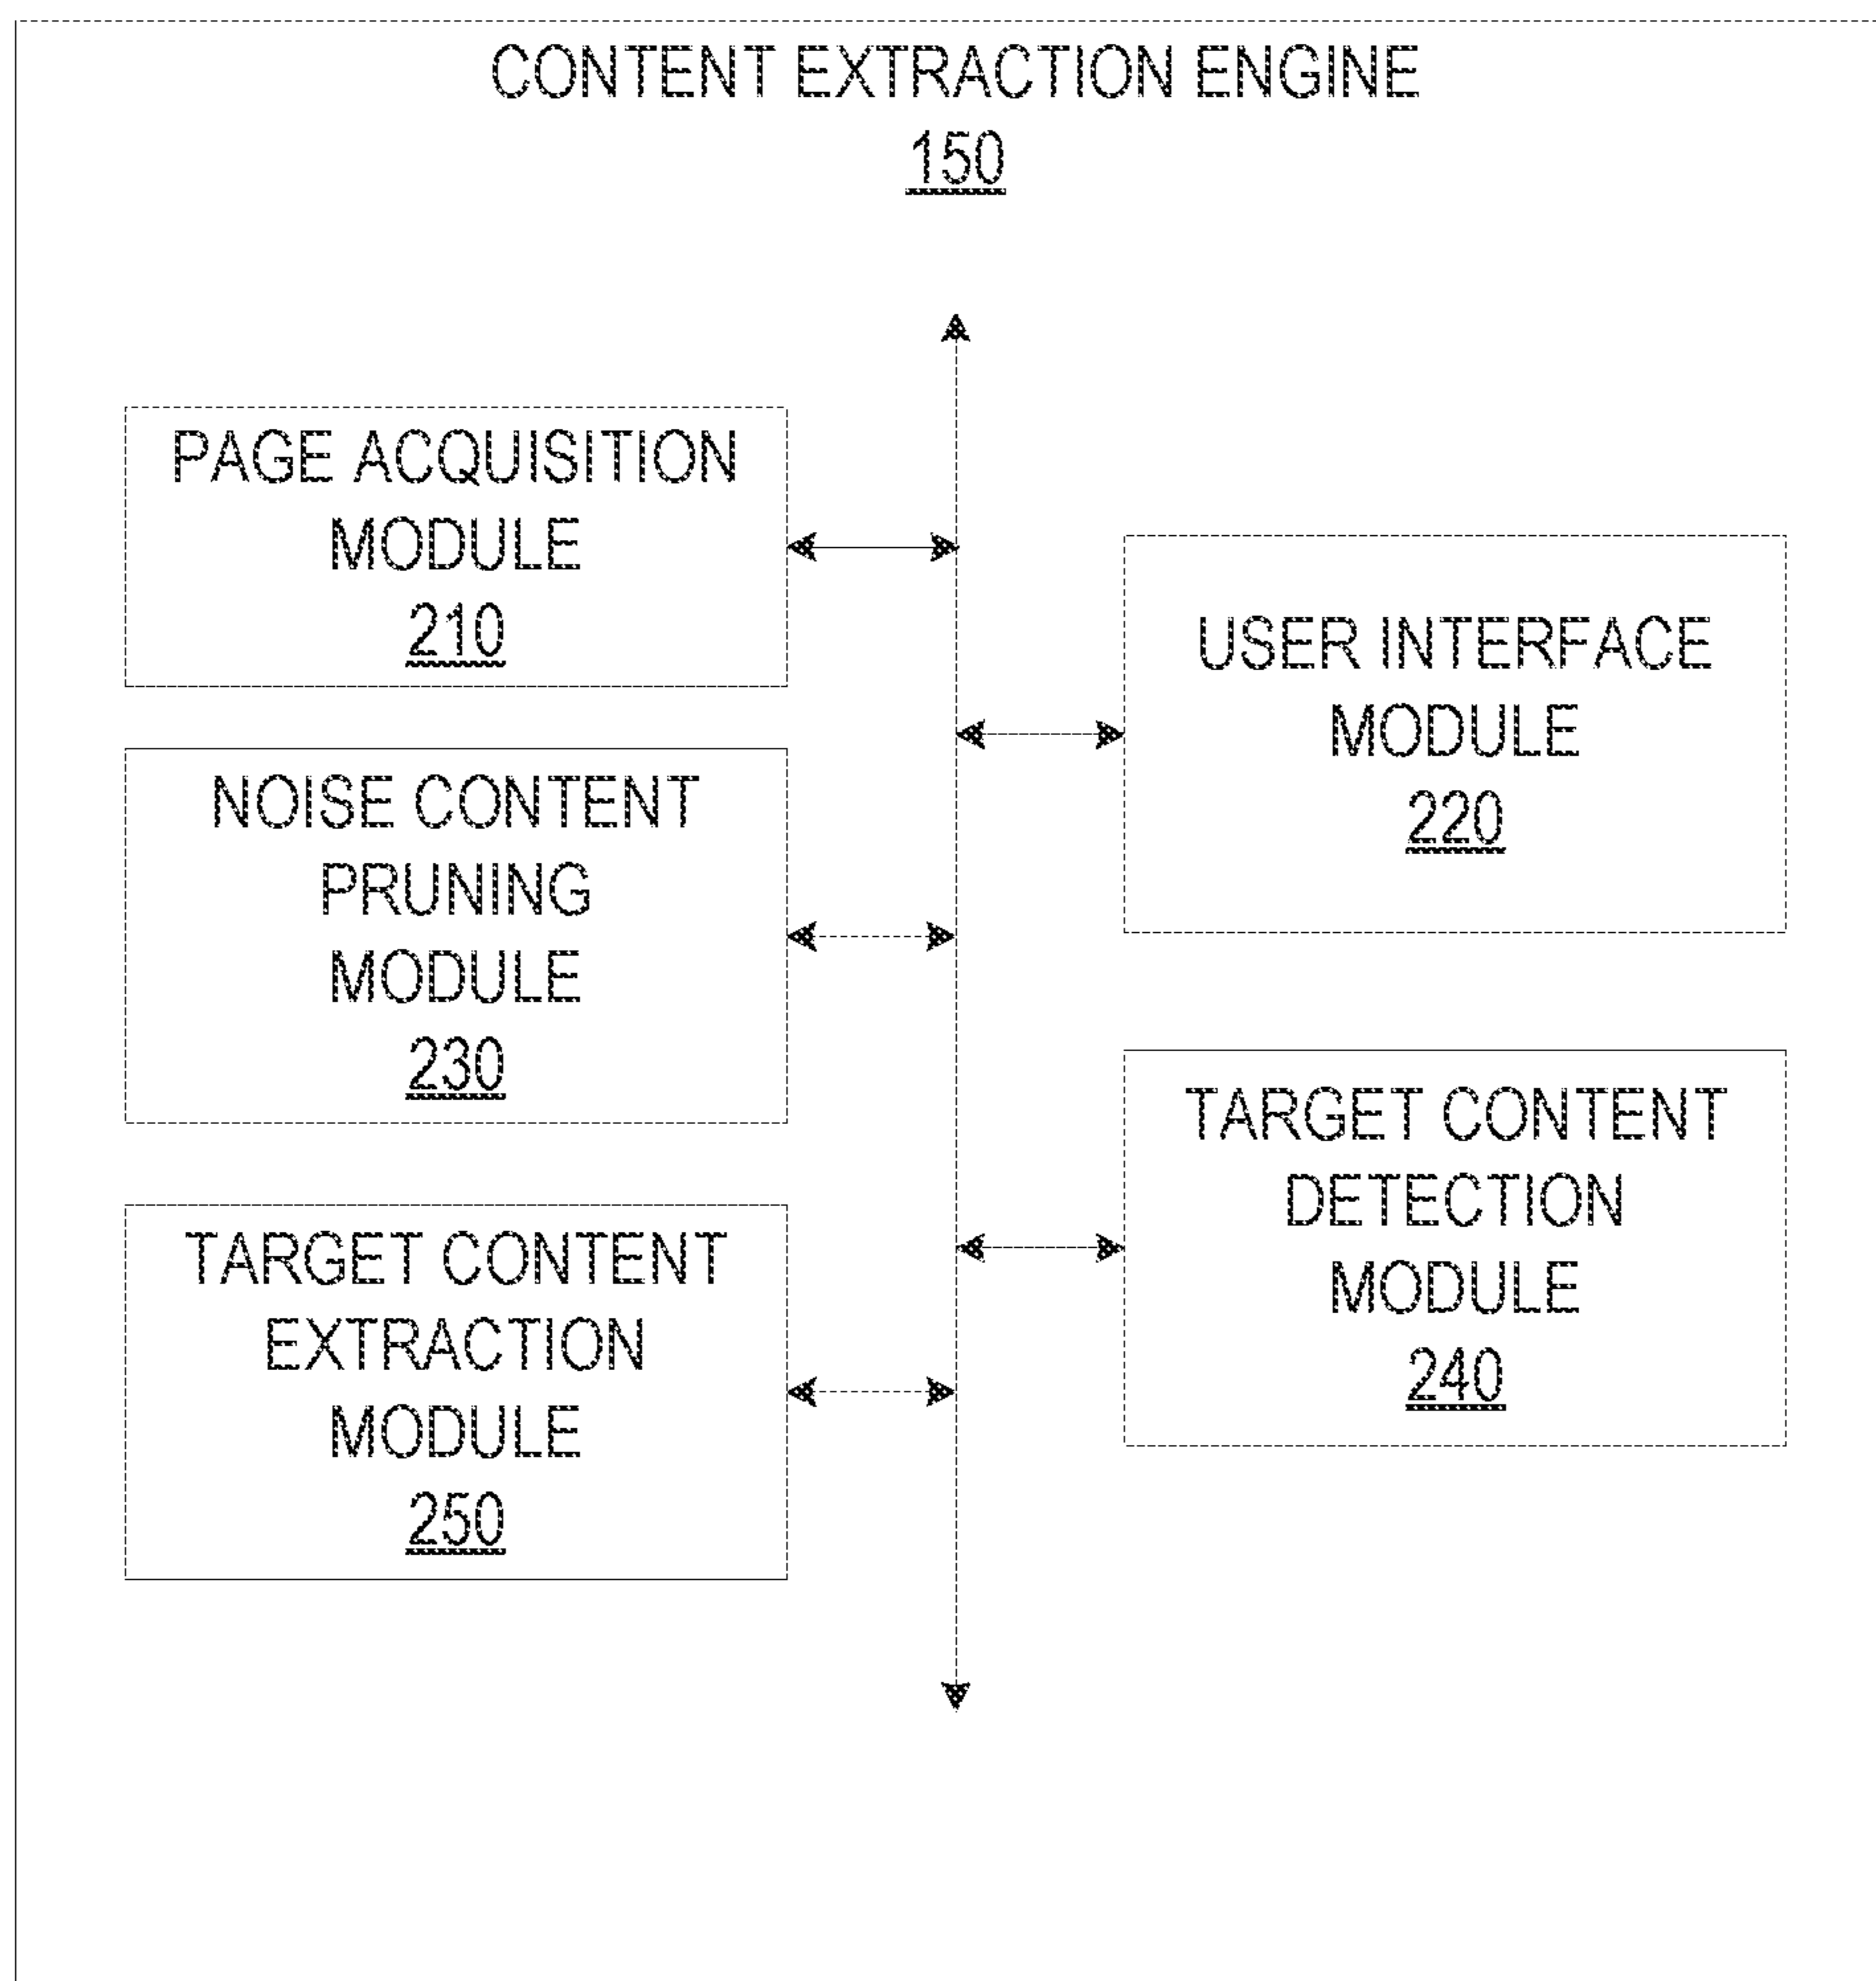 CONTENT EXTRACTION ENGINE
150
PAGE ACQUISITION
MODULE
210
USER INTERFACE
MODULE
220
NOISE CONTENT
PRUNING
MODULE
230
TARGET CONTENT
DETECTION
MODULE
240
TARGET CONTENT
EXTRACTION
MODULE
250